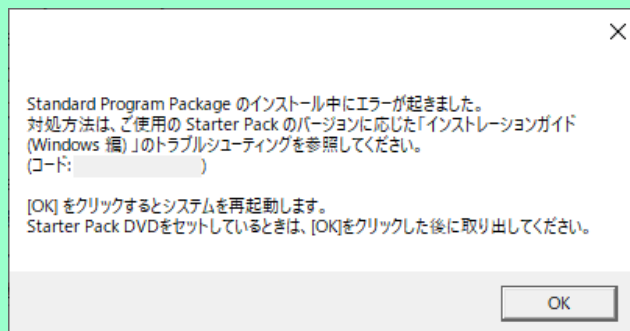 Standard Program Package のインストール中にエラーが起きました。
対処方法は、ご使用の Starter Pack のバージョンに応じた「インストレーションガイド
(Windows 編) 」のトラブルシューティングを参照してください。
(コード: )
[OK] をクリックするとシステムを再起動します。
Starter Pack DVDをセットしているときは、[OK]をクリックした後に取り出してください。
OK